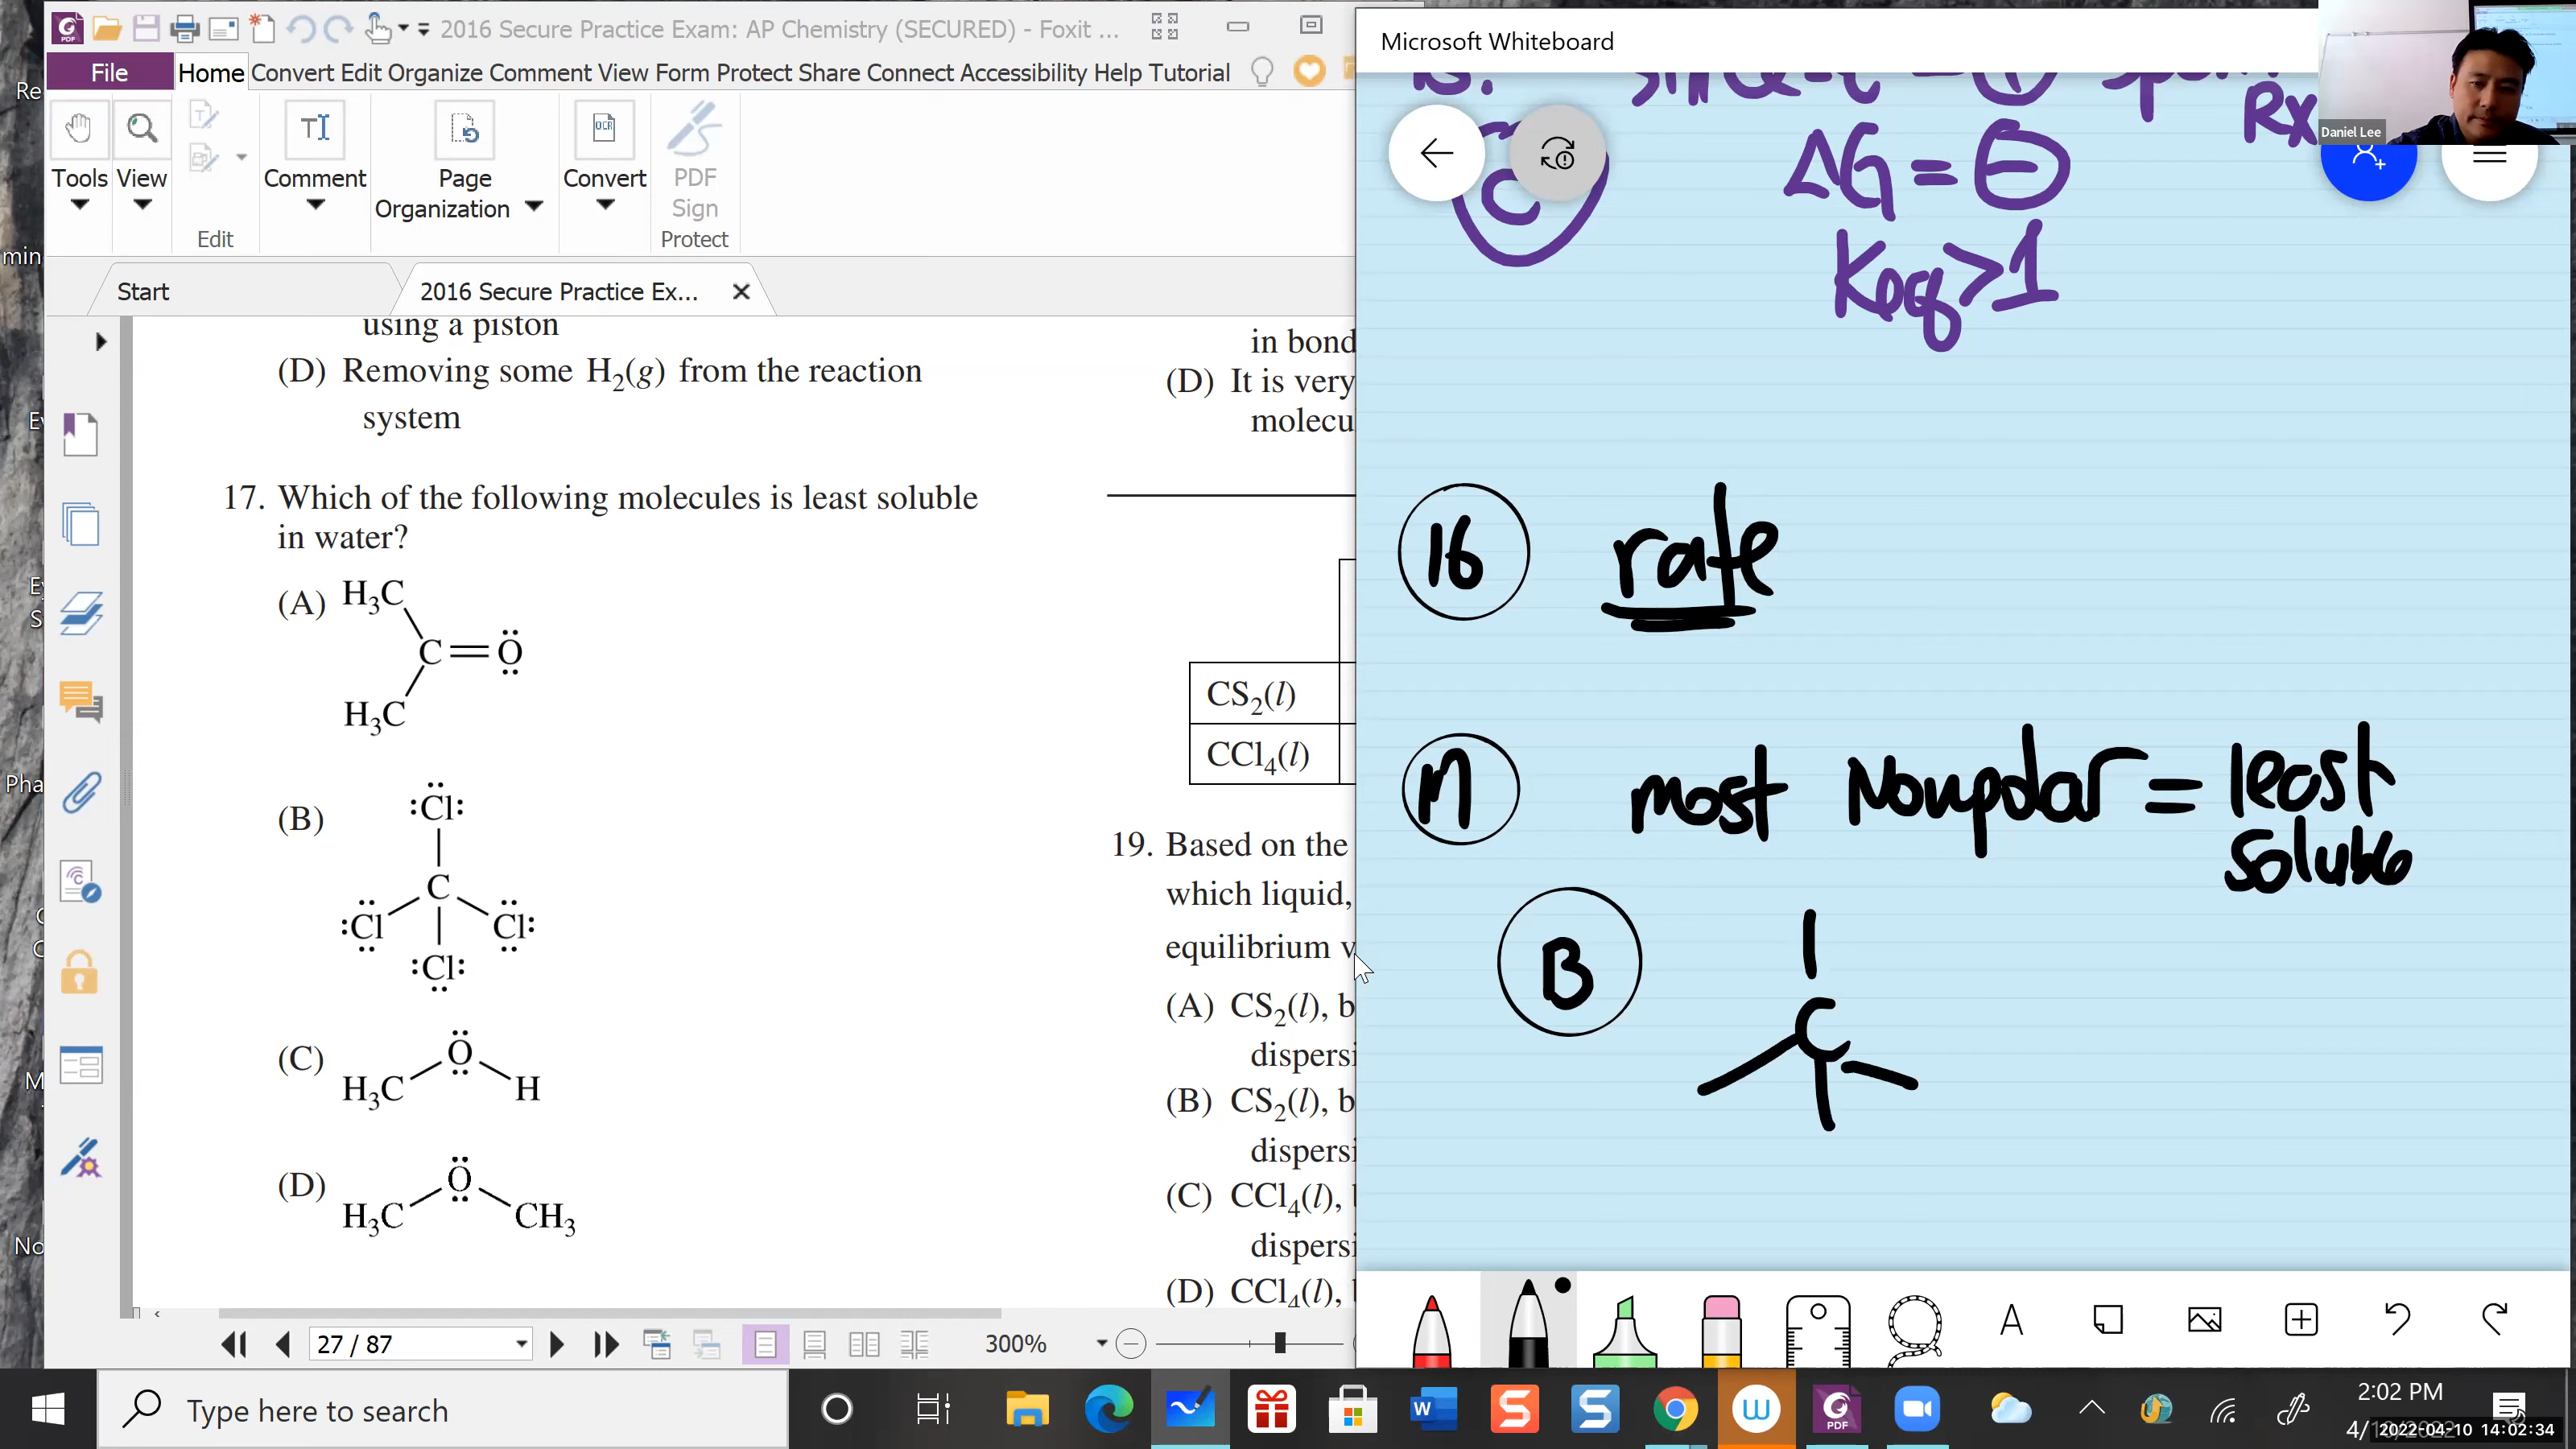 2016 Secure Practice Exam: AP Chemistry (SECURED) - Foxit ...
File Home Convert Edit Organize Comment View Form Protect Share Connect Accessibility Help Tutorial
Tools
View
Edit
Comment
Page
Organization
Convert
PDF
Sign
Protect
Start
2016 Secure Practice Ex...
using a piston
(D) Removing some H₂(g) from the reaction
system
17. Which of the following molecules is least soluble
in water?
(A) H₃C
C=O
H₃C
(B) Cl
C
Cl Cl
Cl
(C) O
H₃C H
(D) O
H₃C CH₃
in bond
(D) It is very
molecu
CS₂(l)
CCl₄(l)
19. Based on the
which liquid,
equilibrium v
(A) CS₂(l), b
dispersi
(B) CS₂(l), b
dispersi
(C) CCl₄(l), b
dispersi
(D) CCl₄(l), b
27 / 87
300%
Microsoft Whiteboard
Daniel Lee
Rx
C
ΔG = ⊖
Keq>1
16 rate
17 most Nonpolar = least
soluble
B
C
Type here to search
2:02 PM
2022-04-10 14:02:34